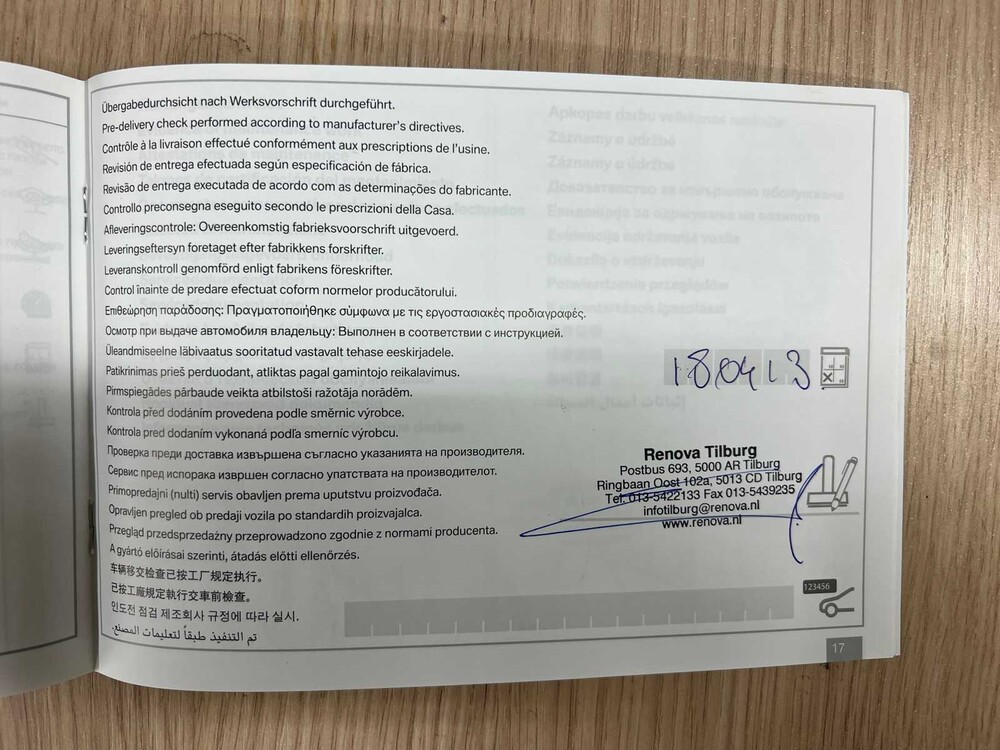 Übergabedurchsicht nach Werksvorschrift durchgeführt.
Pre-delivery check performed according to manufacturer's directives.
Contrôle à la livraison effectué conformément aux prescriptions de l'usine.
Revisión de entrega efectuada según especificación de fábrica.
Revisão de entrega executada de acordo com as determinações do fabricante.
Controllo preconsegna eseguito secondo le prescrizioni della Casa.
Afleveringscontrole: Overeenkomstig fabrieksvoorschrift uitgevoerd.
Leveringseftersyn foretaget efter fabrikkens forskrifter.
Leveranskontroll genomförd enligt fabrikens föreskrifter.
Control înainte de predare efectuat coform normelor producătorului.
Επιθεώρηση παράδοσης: Πραγματοποιήθηκε σύμφωνα με τις εργοστασιακές προδιαγραφές.
Осмотр при выдаче автомобиля владельцу: Выполнен в соответствии с инструкцией.
Üleandmiseelne läbivaatus sooritatud vastavalt tehase eeskirjadele.
Patikrinimas prieš perduodant, atliktas pagal gamintojo reikalavimus.
Pirmspiegādes pārbaude veikta atbilstoši ražotāja norādēm.
Kontrola před dodáním provedena podle směrnic výrobce.
Kontrola pred dodaním vykonaná podľa smerníc výrobcu.
Проверка преди доставка извършена съгласно указанията на производителя.
Сервис пред испорака извршен согласно упатствата на производителот.
Primopredajni (nulti) servis obavljen prema uputstvu proizvođača.
Opravljen pregled ob predaji vozila po standardih proizvajalca.
Przegląd przedsprzedażny przeprowadzono zgodnie z normami producenta.
A gyártó előírásai szerinti, átadás előtti ellenőrzés.
车辆移交检查已按工厂规定执行。
已按工廠規定執行交車前檢查。
인도전 점검 제조회사 규정에 따라 실시.
تم التنفيذ طبقاً لتعليمات المصنع.
180413
Renova Tilburg
Postbus 693, 5000 AR Tilburg
Ringbaan Oost 102a, 5013 CD Tilburg
Tel. 013-5422133 Fax 013-5439235
infotilburg@renova.nl
www.renova.nl
123456
17